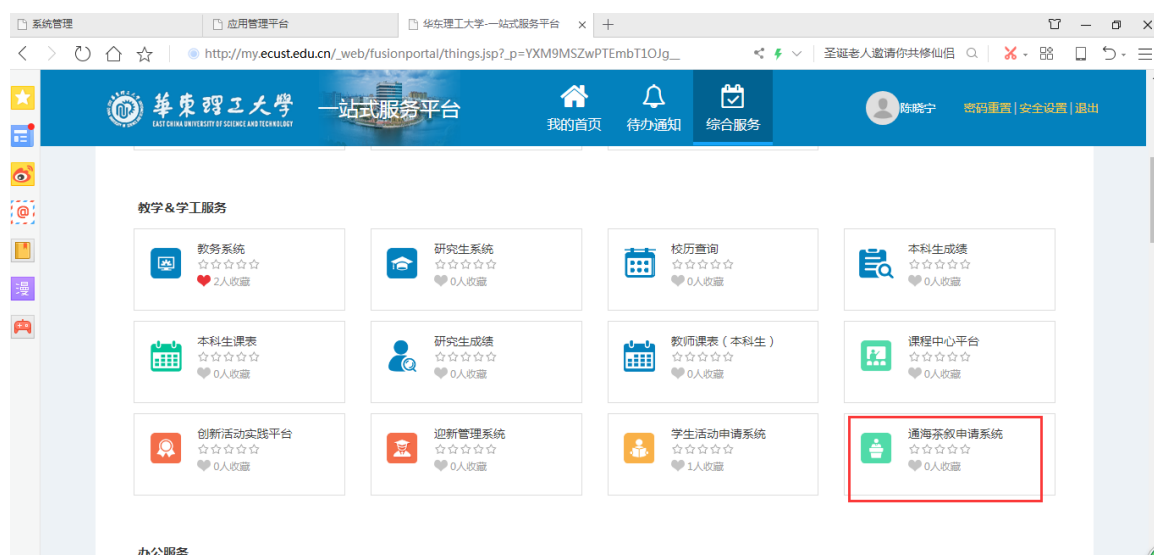 系统管理
应用管理平台
华东理工大学-一站式服务平台
http://my.ecust.edu.cn/_web/fusionportal/things.jsp?_p=YXM9MSZwPTEmbT1OJg__
圣诞老人邀请你共修仙侣
華東理工大學
EAST CHINA UNIVERSITY OF SCIENCE AND TECHNOLOGY
一站式服务平台
我的首页
待办通知
综合服务
陈晓宁
密码重置|安全设置|退出
@
漫
教学&学工服务
教务系统
2人收藏
研究生系统
0人收藏
校历查询
0人收藏
本科生成绩
0人收藏
本科生课表
0人收藏
研究生成绩
0人收藏
教师课表（本科生）
0人收藏
课程中心平台
0人收藏
创新活动实践平台
0人收藏
迎新管理系统
0人收藏
学生活动申请系统
1人收藏
通海茶叙申请系统
0人收藏
办公服务